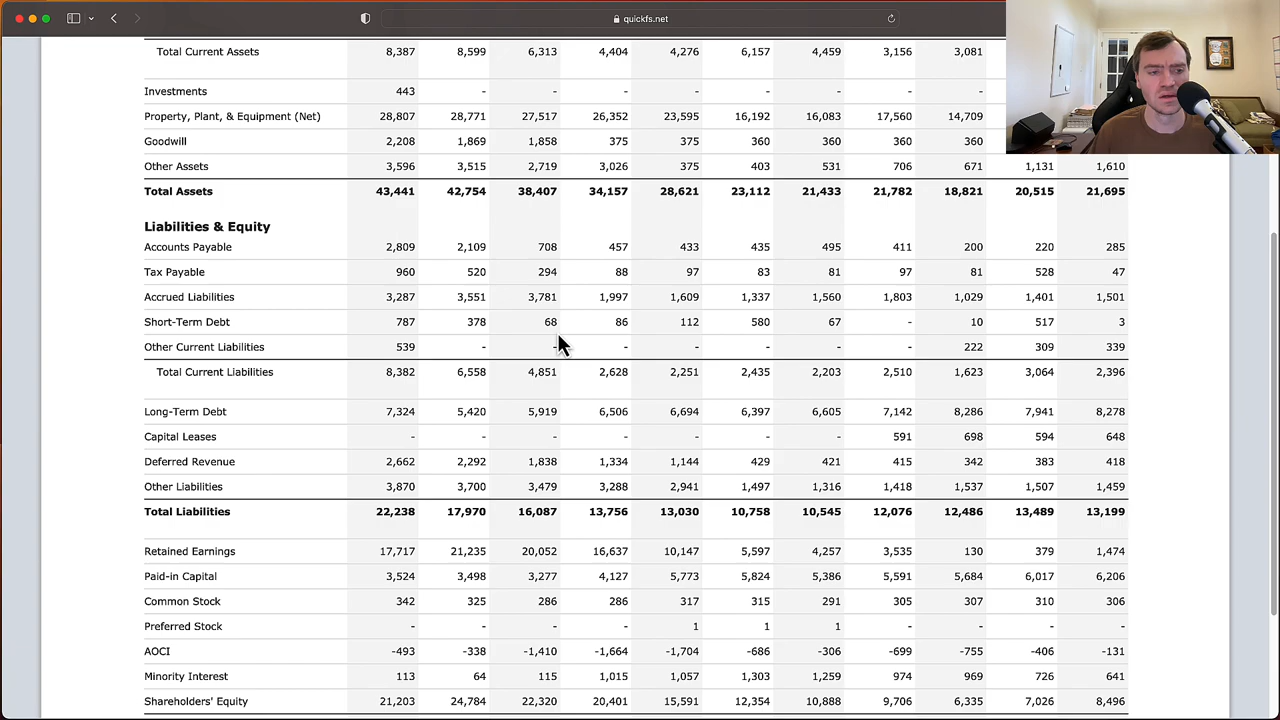 quickfs.net
Total Current Assets 8,387 8,599 6,313 4,404 4,276 6,157 4,459 3,156 3,081
Investments 443 - - - - - - - -
Property, Plant, & Equipment (Net) 28,807 28,771 27,517 26,352 23,595 16,192 16,083 17,560 14,709
Goodwill 2,208 1,869 1,858 375 375 360 360 360 360
Other Assets 3,596 3,515 2,719 3,026 375 403 531 706 671 1,131 1,610
Total Assets 43,441 42,754 38,407 34,157 28,621 23,112 21,433 21,782 18,821 20,515 21,695
Liabilities & Equity
Accounts Payable 2,809 2,109 708 457 433 435 495 411 200 220 285
Tax Payable 960 520 294 88 97 83 81 97 81 528 47
Accrued Liabilities 3,287 3,551 3,781 1,997 1,609 1,337 1,560 1,803 1,029 1,401 1,501
Short-Term Debt 787 378 68 86 112 580 67 - 10 517 3
Other Current Liabilities 539 - - - - - - - 222 309 339
Total Current Liabilities 8,382 6,558 4,851 2,628 2,251 2,435 2,203 2,510 1,623 3,064 2,396
Long-Term Debt 7,324 5,420 5,919 6,506 6,694 6,397 6,605 7,142 8,286 7,941 8,278
Capital Leases - - - - - - - 591 698 594 648
Deferred Revenue 2,662 2,292 1,838 1,334 1,144 429 421 415 342 383 418
Other Liabilities 3,870 3,700 3,479 3,288 2,941 1,497 1,316 1,418 1,537 1,507 1,459
Total Liabilities 22,238 17,970 16,087 13,756 13,030 10,758 10,545 12,076 12,486 13,489 13,199
Retained Earnings 17,717 21,235 20,052 16,637 10,147 5,597 4,257 3,535 130 379 1,474
Paid-in Capital 3,524 3,498 3,277 4,127 5,773 5,824 5,386 5,591 5,684 6,017 6,206
Common Stock 342 325 286 286 317 315 291 305 307 310 306
Preferred Stock - - - - 1 1 1 - - - -
AOCI -493 -338 -1,410 -1,664 -1,704 -686 -306 -699 -755 -406 -131
Minority Interest 113 64 115 1,015 1,057 1,303 1,259 974 969 726 641
Shareholders' Equity 21,203 24,784 22,320 20,401 15,591 12,354 10,888 9,706 6,335 7,026 8,496